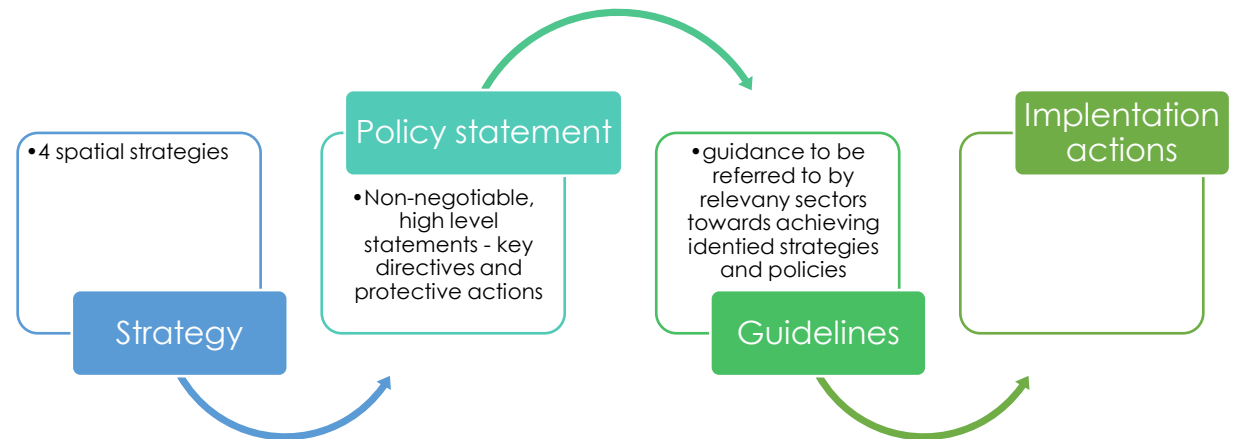 •4 spatial strategies
Strategy
Policy statement
•Non-negotiable,
high level
statements - key
directives and
protective actions
•guidance to be
referred to by
relevany sectors
towards achieving
identied strategies
and policies
Guidelines
Implentation
actions